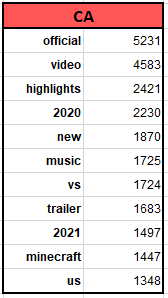 CA
official 5231
video 4583
highlights 2421
2020 2230
new 1870
music 1725
vs 1724
trailer 1683
2021 1497
minecraft 1447
us 1348